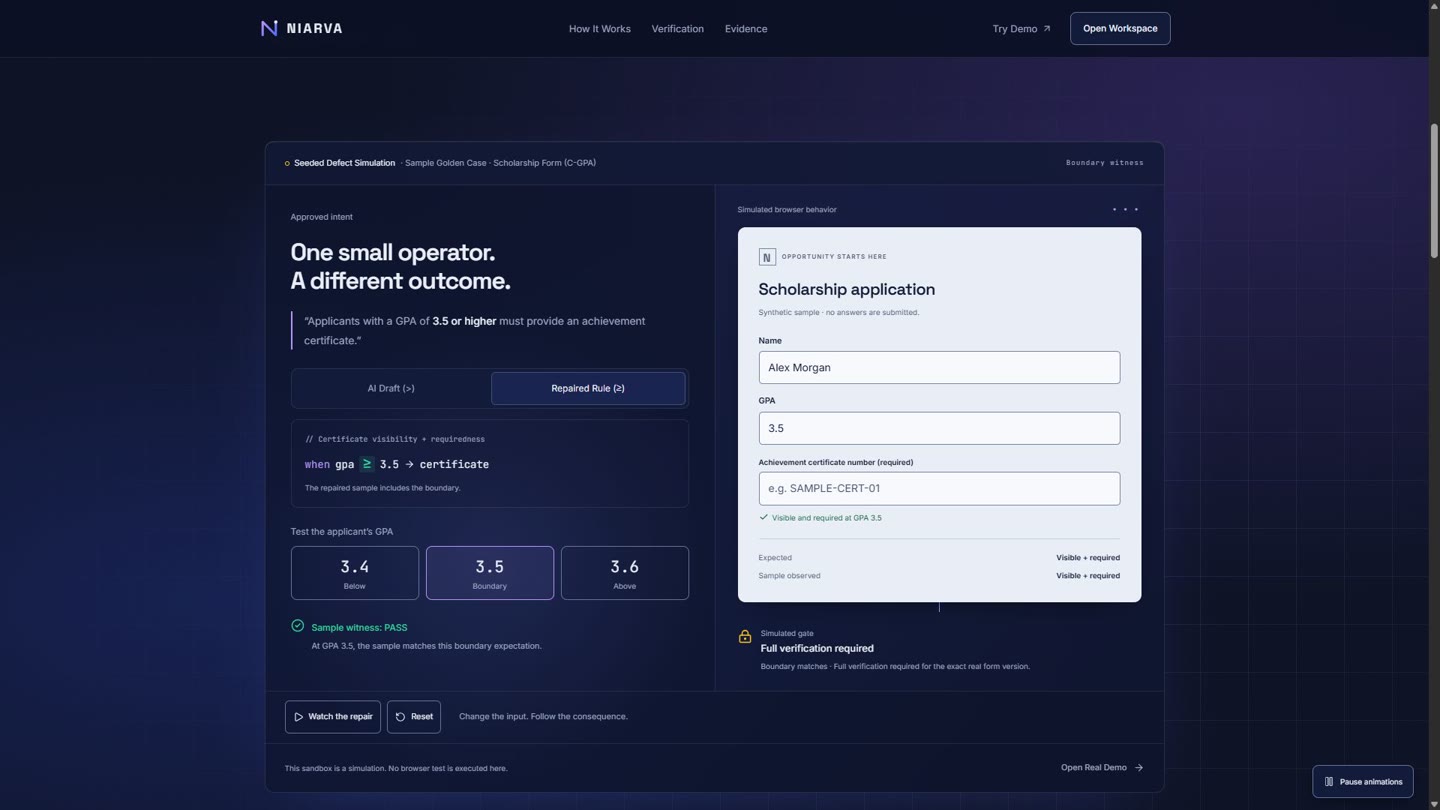 NIARVA
How It Works
Verification
Evidence
Try Demo
Open Workspace
Seeded Defect Simulation · Sample Golden Case · Scholarship Form (C-GPA)
Boundary witness
Approved intent
One small operator.
A different outcome.
“Applicants with a GPA of 3.5 or higher must provide an achievement
certificate.”
AI Draft (>)
Repaired Rule (≥)
// Certificate visibility + requiredness
when gpa ≥ 3.5 → certificate
The repaired sample includes the boundary.
Test the applicant’s GPA
3.4
Below
3.5
Boundary
3.6
Above
Sample witness: PASS
At GPA 3.5, the sample matches this boundary expectation.
Simulated browser behavior
N OPPORTUNITY STARTS HERE
Scholarship application
Synthetic sample · no answers are submitted.
Name
Alex Morgan
GPA
3.5
Achievement certificate number (required)
e.g. SAMPLE-CERT-01
Visible and required at GPA 3.5
Expected Visible + required
Sample observed Visible + required
Simulated gate
Full verification required
Boundary matches · Full verification required for the exact real form version.
Watch the repair
Reset
Change the input. Follow the consequence.
This sandbox is a simulation. No browser test is executed here.
Open Real Demo →
Pause animations